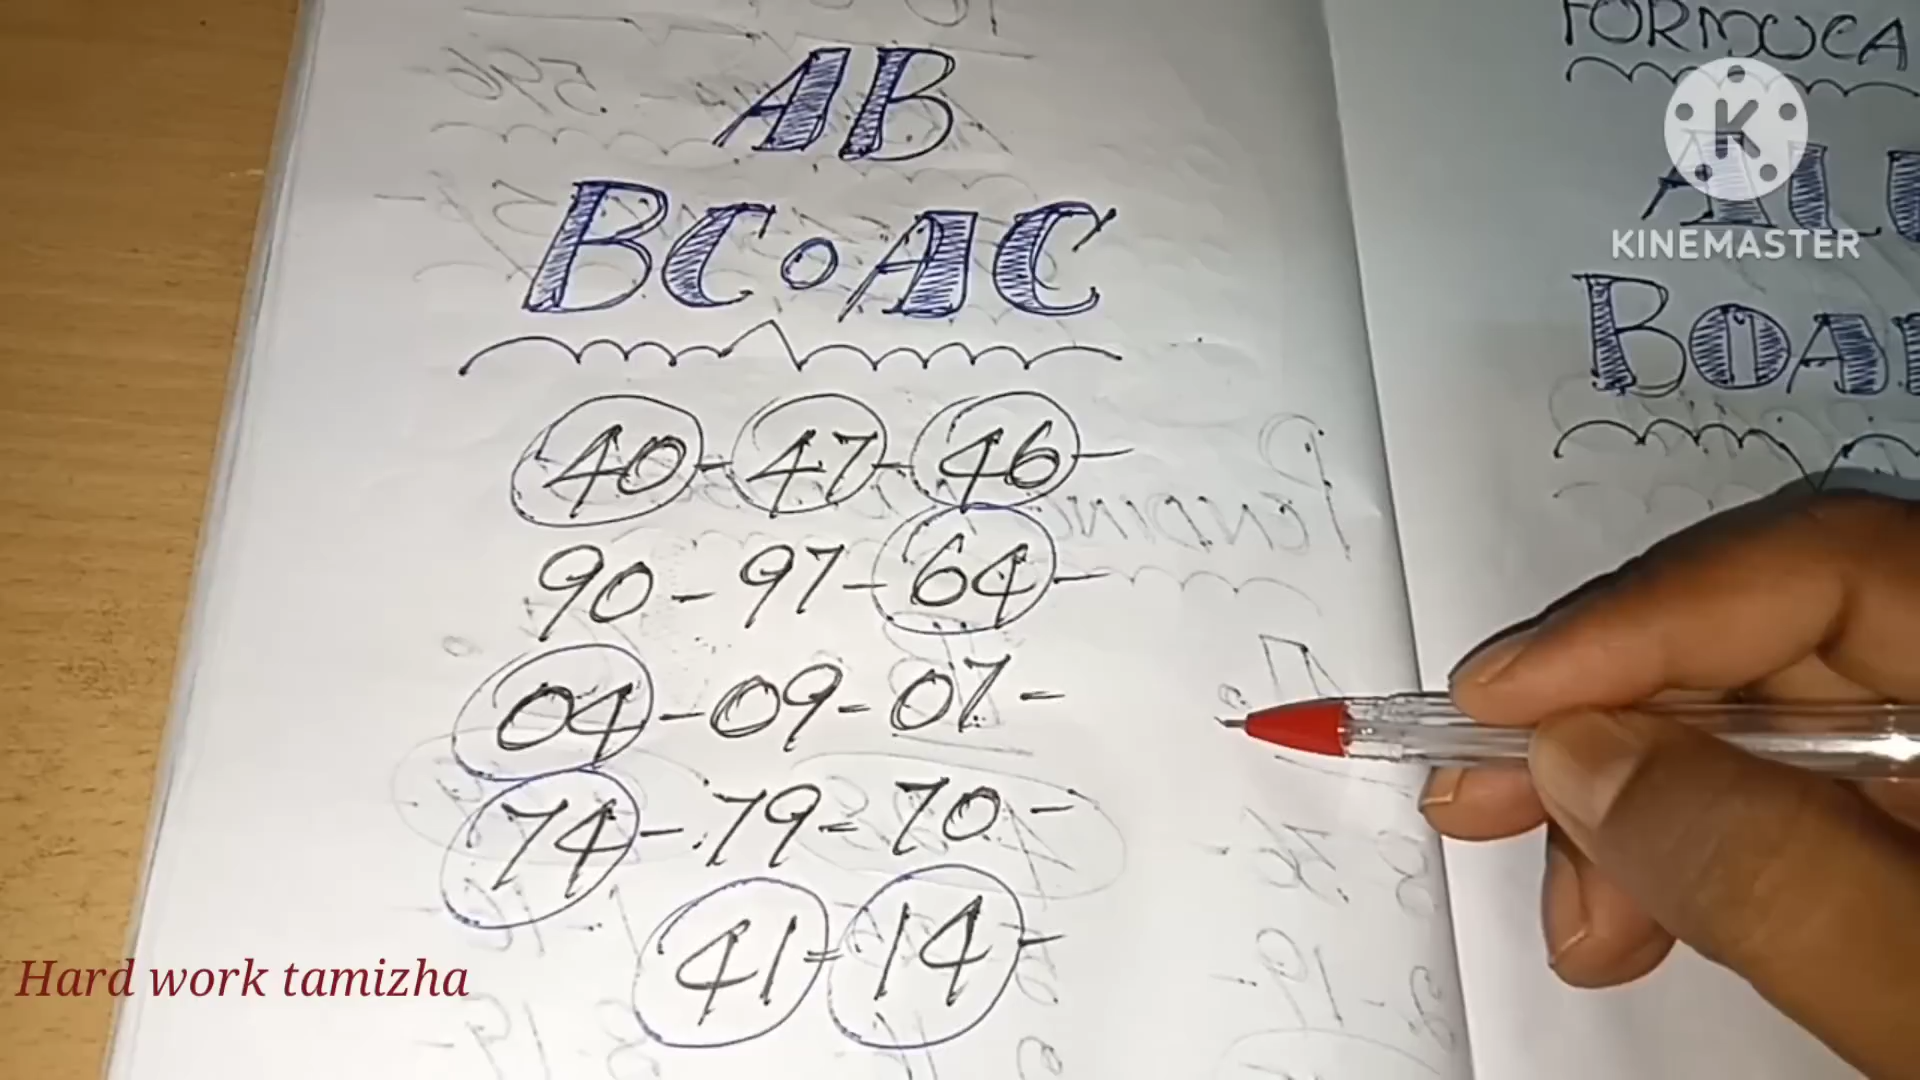 AB
BC.AC
40-47-46-
90-97-64-
04-09-07-
74-79-70-
41=14-
FORMUCA
K
KINEMASTER
Hard work tamizha